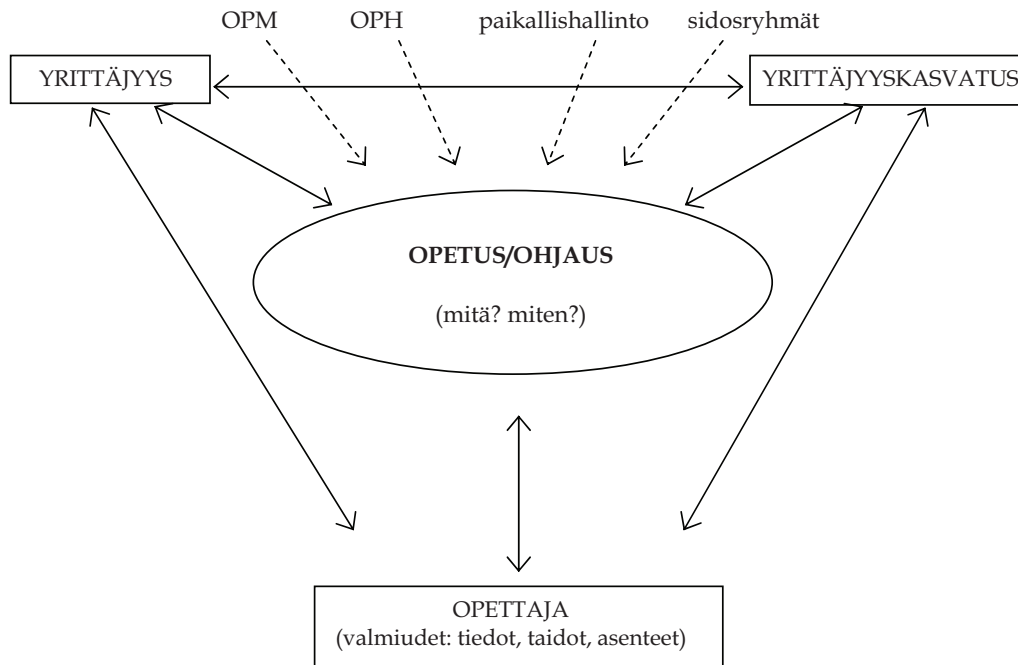 OPM OPH paikallishallinto sidosryhmät
YRITTÄJYYS YRITTÄJYYSKASVATUS
OPETUS/OHJAUS
(mitä? miten?)
OPETTAJA
(valmiudet: tiedot, taidot, asenteet)